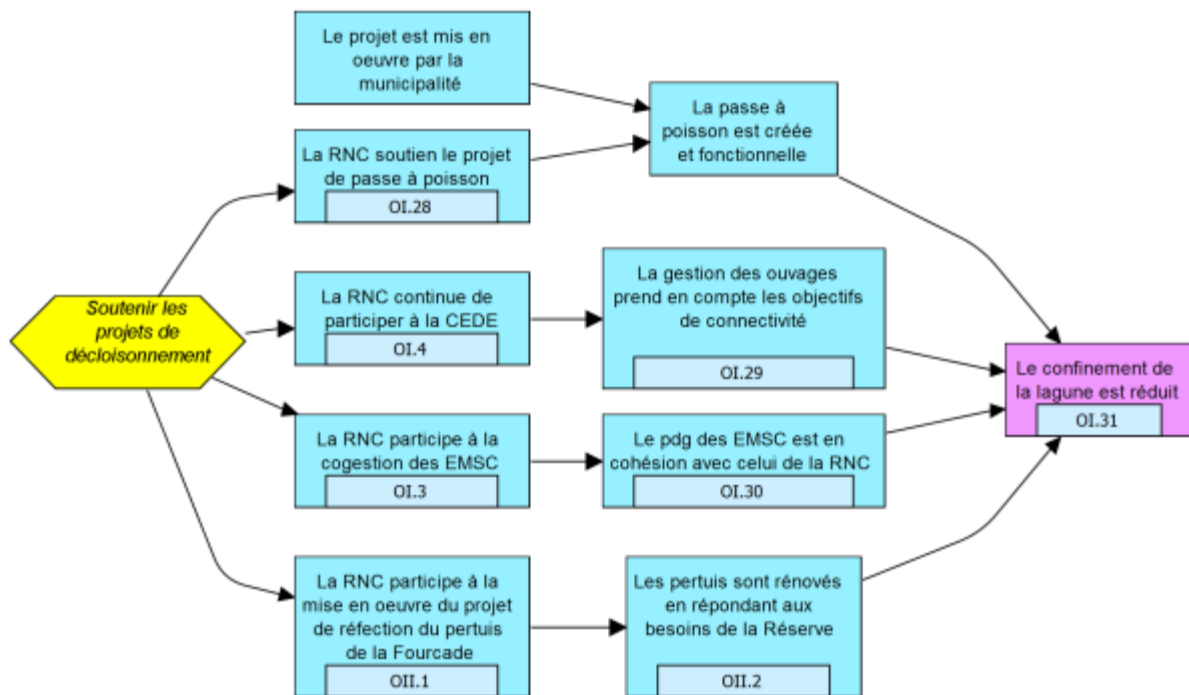 Le projet est mis en
oeuvre par la
municipalité
La passe à
poisson est créée
et fonctionnelle
La RNC soutien le projet
de passe à poisson
OI.28
Soutenir les
projets de
décloisonnement
La RNC continue de
participer à la CEDE
OI.4
La gestion des ouvages
prend en compte les objectifs
de connectivité
OI.29
Le confinement de
la lagune est réduit
OI.31
La RNC participe à la
cogestion des EMSC
OI.3
Le pdg des EMSC est en
cohésion avec celui de la RNC
OI.30
La RNC participe à la
mise en oeuvre du projet
de réfection du pertuis
de la Fourcade
OII.1
Les pertuis sont rénovés
en répondant aux
besoins de la Réserve
OII.2